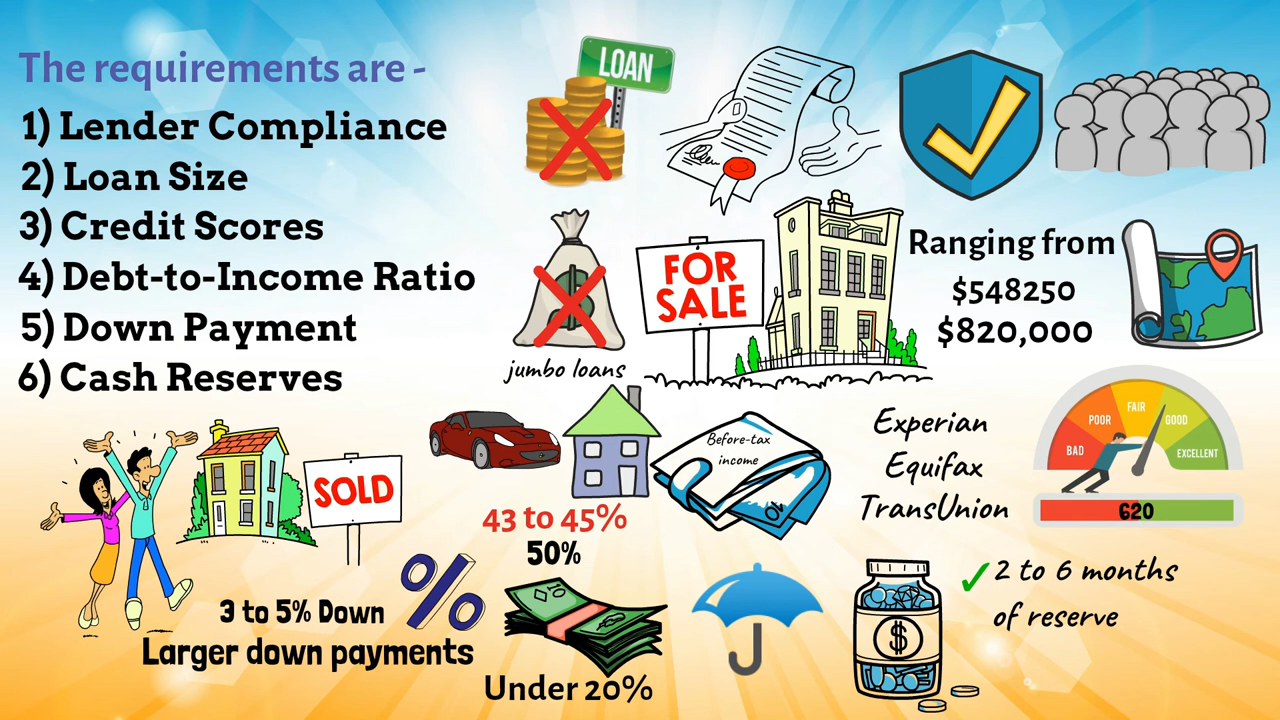 The requirements are -
1) Lender Compliance
2) Loan Size
3) Credit Scores
4) Debt-to-Income Ratio
5) Down Payment
6) Cash Reserves
LOAN
jumbo loans
FOR
SALE
Ranging from
$548250
$820,000
SOLD
43 to 45%
50%
Before-tax
income
Experian
Equifax
TransUnion
BAD
POOR
FAIR
GOOD
EXCELLENT
620
3 to 5% Down
%
Larger down payments
Under 20%
$
✓ 2 to 6 months
of reserve